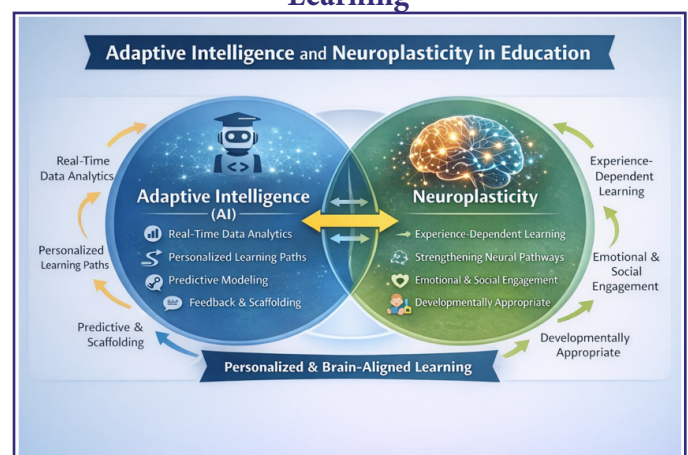 Learning
Adaptive Intelligence and Neuroplasticity in Education
Real-Time
Data Analytics
Personalized
Learning Paths
Predictive &
Scaffolding
Adaptive Intelligence
(AI)
</>
Real-Time Data Analytics
Personalized Learning Paths
Predictive Modeling
Feedback & Scaffolding
Neuroplasticity
Experience-Dependent Learning
Strengthening Neural Pathways
Emotional & Social Engagement
Developmentally Appropriate
Experience-
Dependent
Learning
Emotional &
Social
Engagement
Developmentally
Appropriate
Personalized & Brain-Aligned Learning